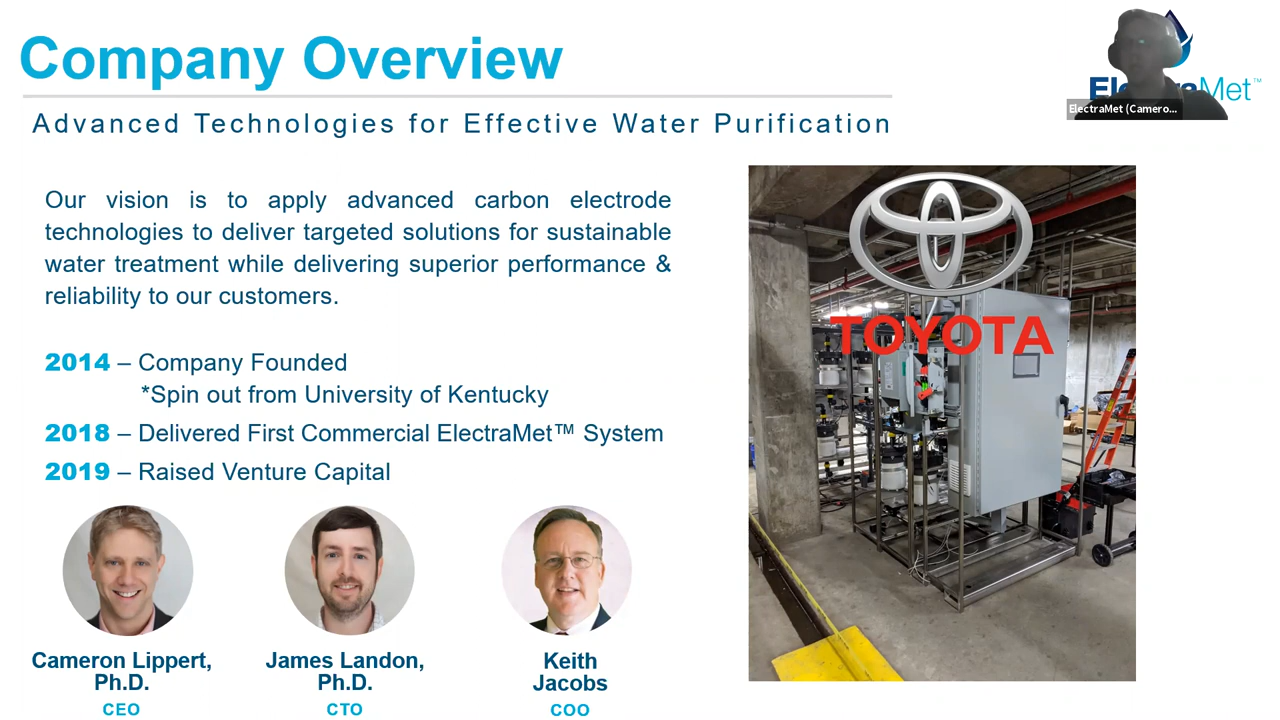 Company Overview
Advanced Technologies for Effective Water Purification
ElectraMet™
ElectraMet (Camero...
Our vision is to apply advanced carbon electrode
technologies to deliver targeted solutions for sustainable
water treatment while delivering superior performance &
reliability to our customers.
2014 – Company Founded
*Spin out from University of Kentucky
2018 – Delivered First Commercial ElectraMet™ System
2019 – Raised Venture Capital
TOYOTA
Cameron Lippert,
Ph.D.
CEO
James Landon,
Ph.D.
CTO
Keith
Jacobs
COO